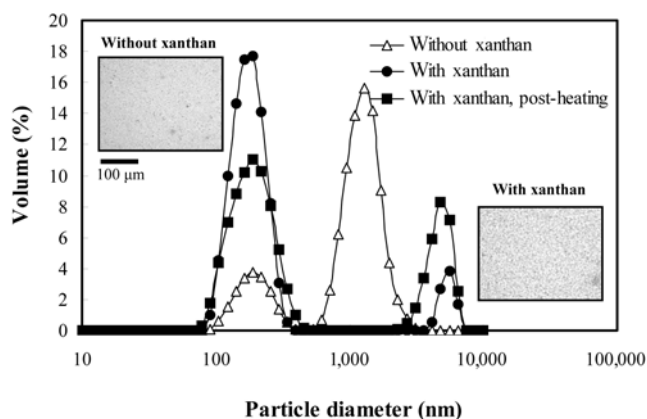 20
18
16
14
12
10
8
6
4
2
0
Volume (%)
Without xanthan
100 μm
Without xanthan
With xanthan
With xanthan, post-heating
With xanthan
10 100 1,000 10,000 100,000
Particle diameter (nm)